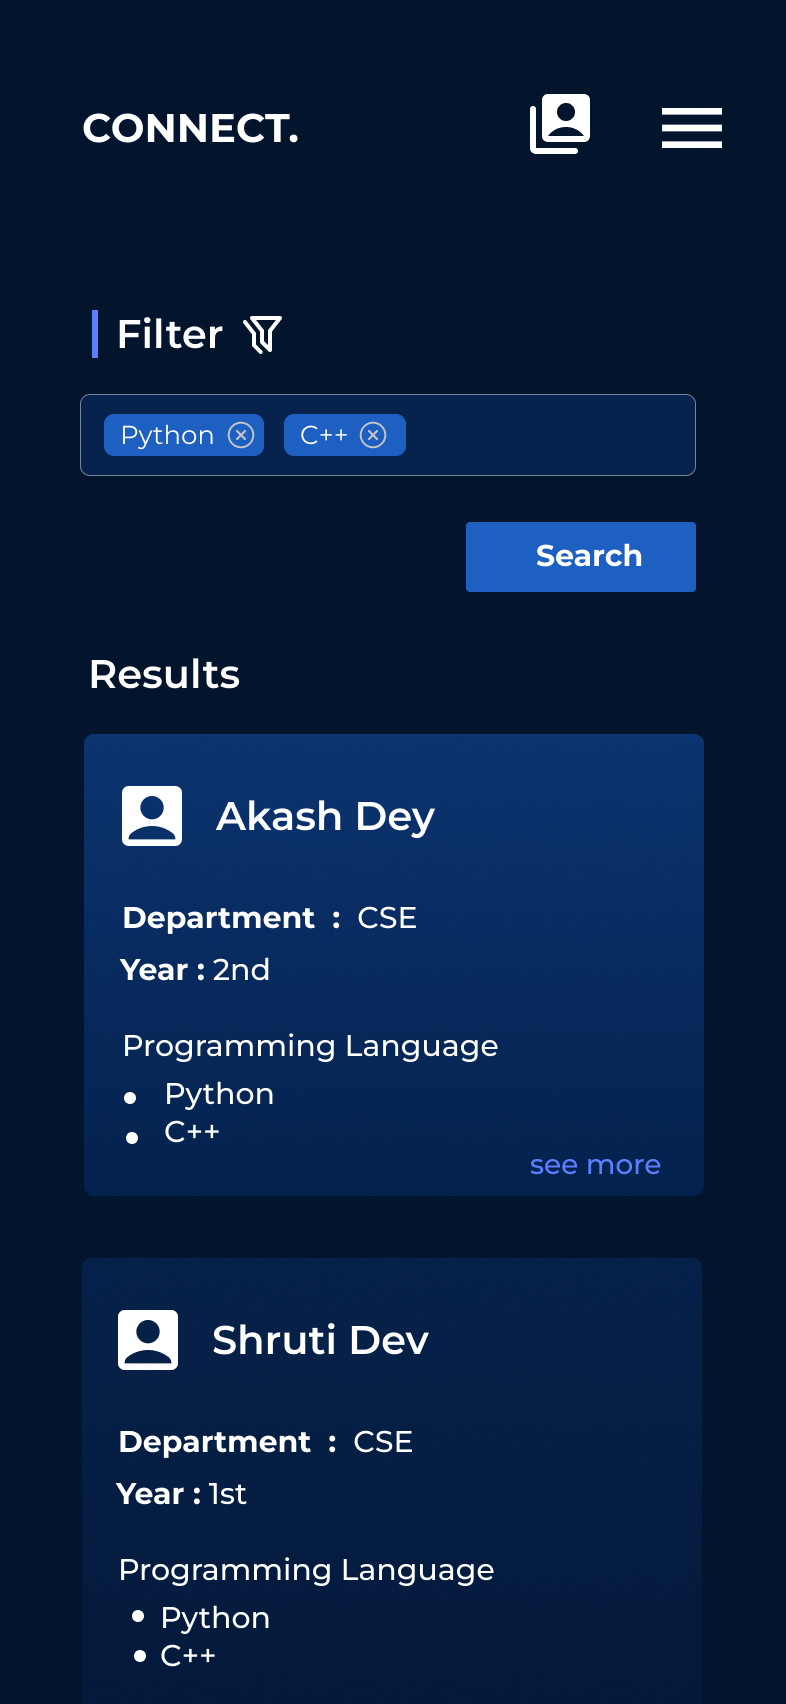 CONNECT.
Filter
Python C++
Search
Results
Akash Dey
Department : CSE
Year : 2nd
Programming Language
Python
C++
see more
Shruti Dev
Department : CSE
Year : 1st
Programming Language
Python
C++